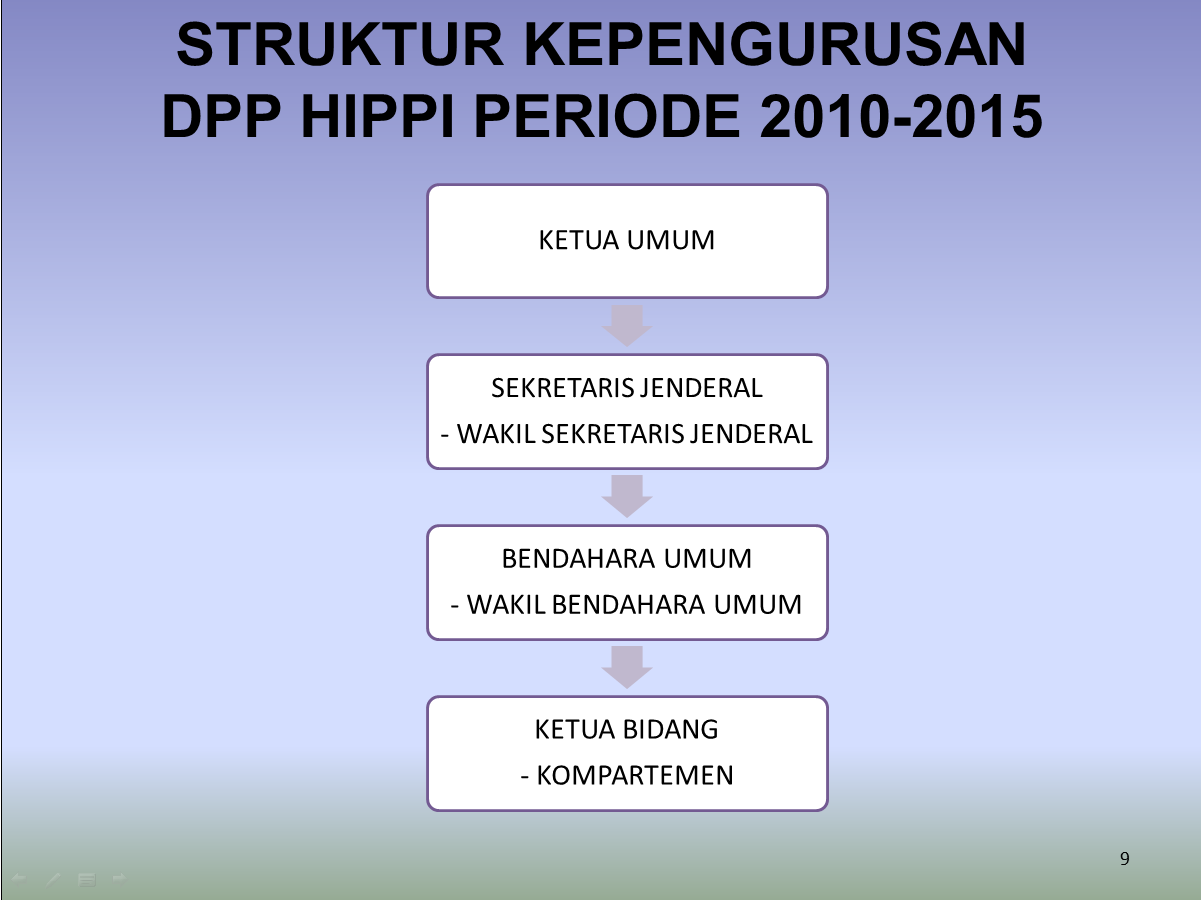 STRUKTUR KEPENGURUSAN
DPP HIPPI PERIODE 2010-2015
KETUA UMUM
SEKRETARIS JENDERAL
- WAKIL SEKRETARIS JENDERAL
BENDAHARA UMUM
- WAKIL BENDAHARA UMUM
KETUA BIDANG
- KOMPARTEMEN
9